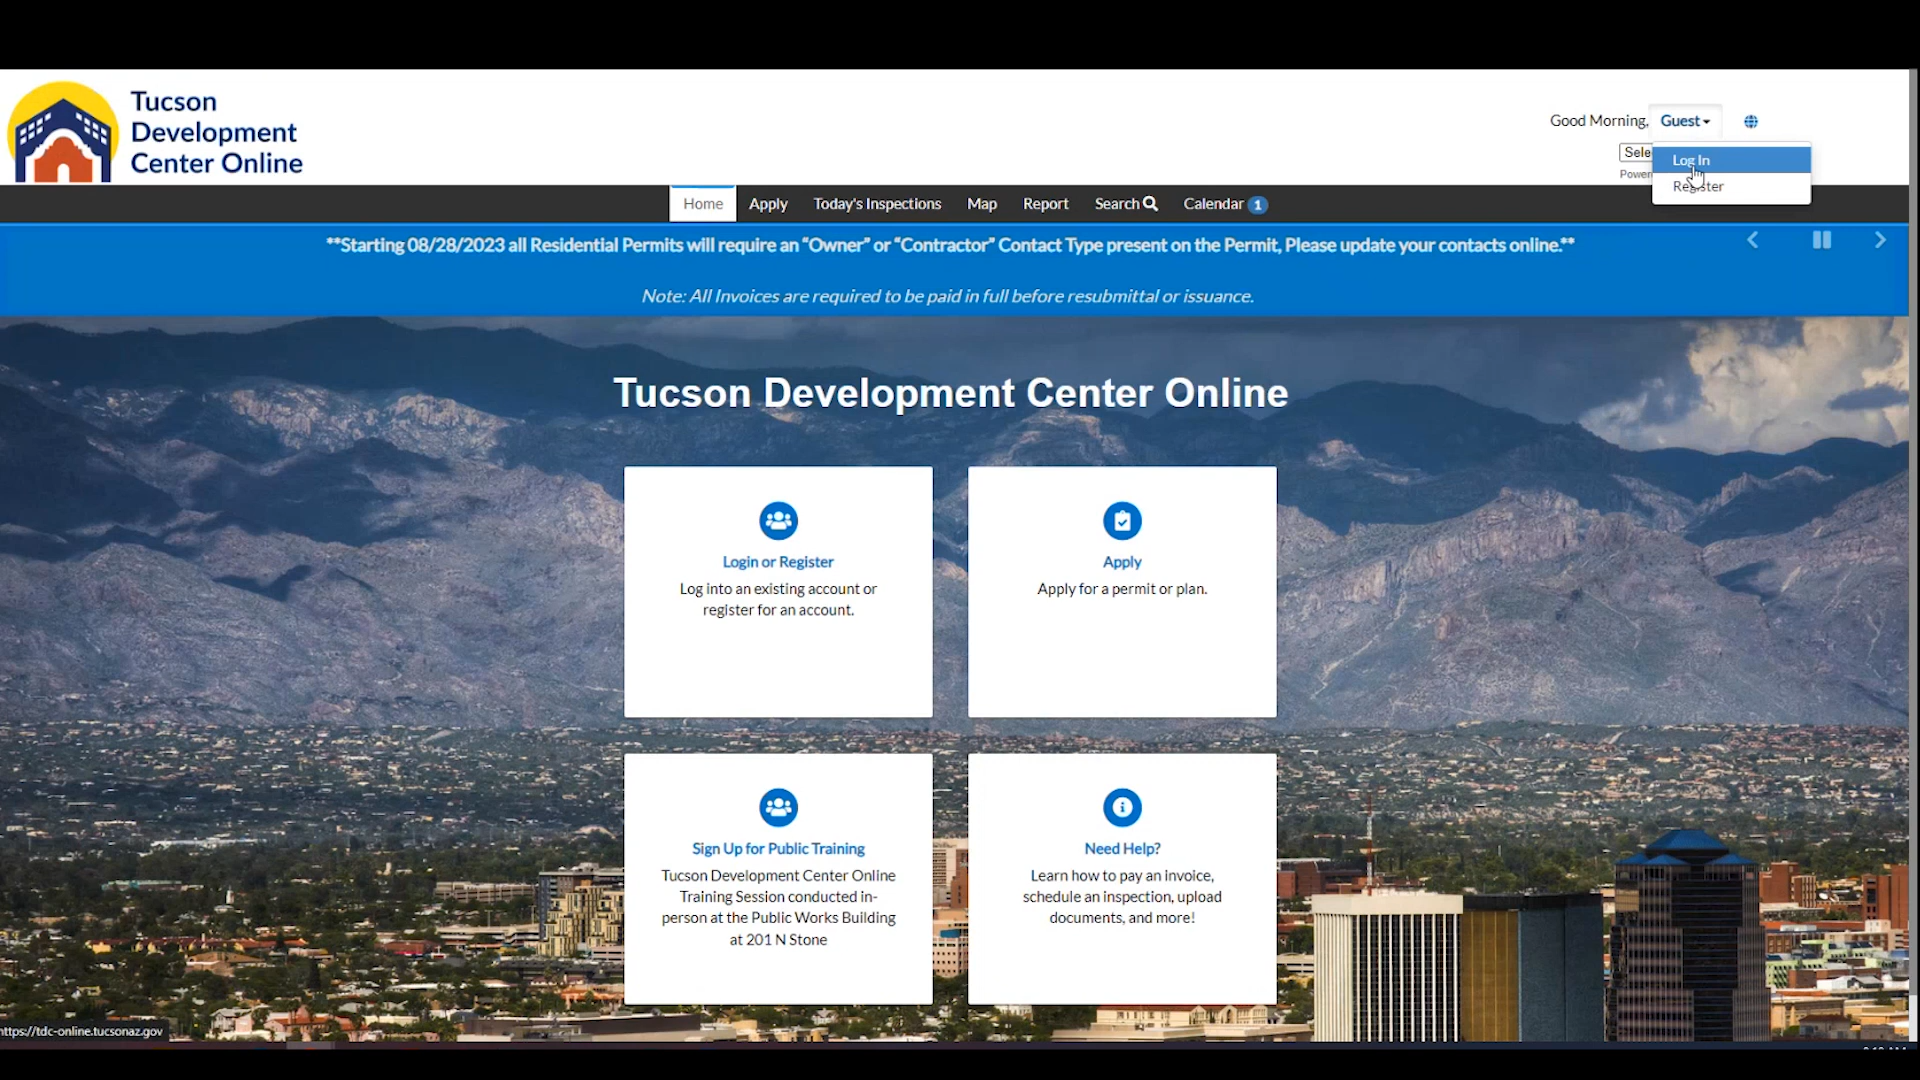 Tucson
Development
Center Online
Good Morning, Guest
Sele
Power
Log In
Register
Home Apply Today's Inspections Map Report Search Calendar 1
**Starting 08/28/2023 all Residential Permits will require an “Owner” or “Contractor” Contact Type present on the Permit, Please update your contacts online.**
Note: All Invoices are required to be paid in full before resubmittal or issuance.
Tucson Development Center Online
Login or Register
Log into an existing account or
register for an account.
Apply
Apply for a permit or plan.
Sign Up for Public Training
Tucson Development Center Online
Training Session conducted in-
person at the Public Works Building
at 201 N Stone
Need Help?
Learn how to pay an invoice,
schedule an inspection, upload
documents, and more!
https://tdc-online.tucsonaz.gov